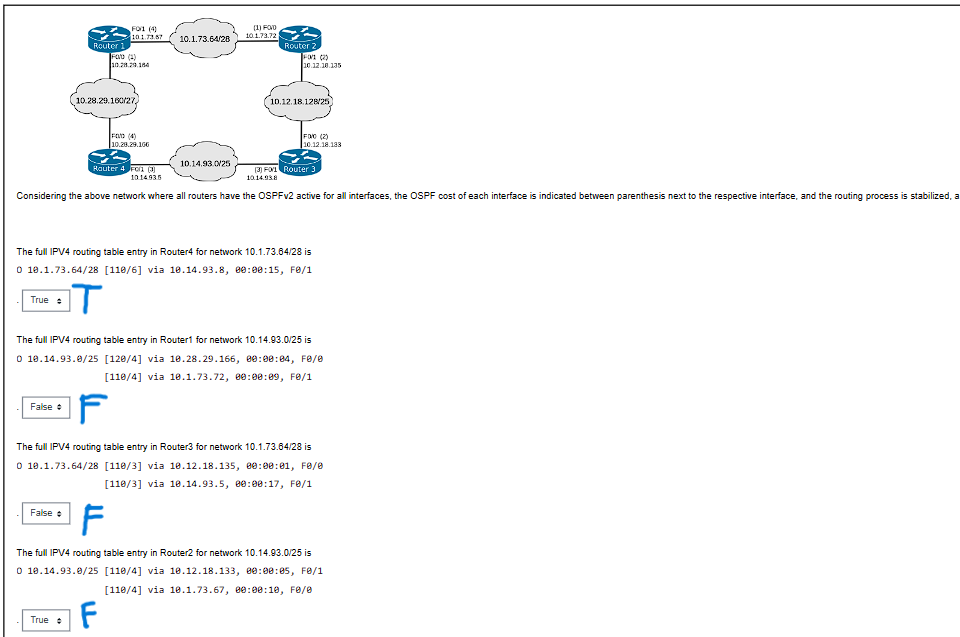 F0/1 (4)
10.1.73.67
10.1.73.64/28
(1) F0/0
10.1.73.72
Router 1
Router 2
F0/0 (1)
10.28.29.164
F0/1 (2)
10.12.18.135
10.28.29.160/27
10.12.18.128/25
F0/0 (4)
10.28.29.166
F0/0 (2)
10.12.18.133
Router 4
F0/1 (3)
10.14.93.5
10.14.93.0/25
(3) F0/1
10.14.93.8
Router 3
Considering the above network where all routers have the OSPFv2 active for all interfaces, the OSPF cost of each interface is indicated between parenthesis next to the respective interface, and the routing process is stabilized, a
The full IPV4 routing table entry in Router4 for network 10.1.73.64/28 is
O 10.1.73.64/28 [110/6] via 10.14.93.8, 00:00:15, F0/1
. True T
The full IPV4 routing table entry in Router1 for network 10.14.93.0/25 is
O 10.14.93.0/25 [120/4] via 10.28.29.166, 00:00:04, F0/0
[110/4] via 10.1.73.72, 00:00:09, F0/1
. False F
The full IPV4 routing table entry in Router3 for network 10.1.73.64/28 is
O 10.1.73.64/28 [110/3] via 10.12.18.135, 00:00:01, F0/0
[110/3] via 10.14.93.5, 00:00:17, F0/1
. False F
The full IPV4 routing table entry in Router2 for network 10.14.93.0/25 is
O 10.14.93.0/25 [110/4] via 10.12.18.133, 00:00:05, F0/1
[110/4] via 10.1.73.67, 00:00:10, F0/0
. True F